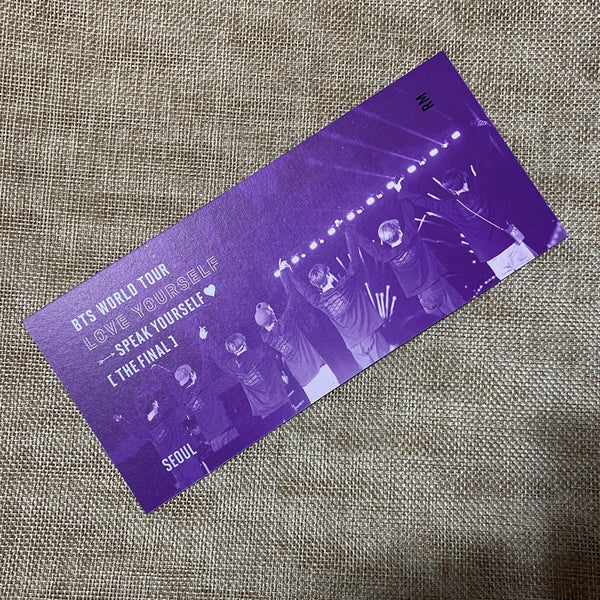 RM
BTS WORLD TOUR
LOVE YOURSELF
SPEAK YOURSELF
[THE FINAL]
SEOUL